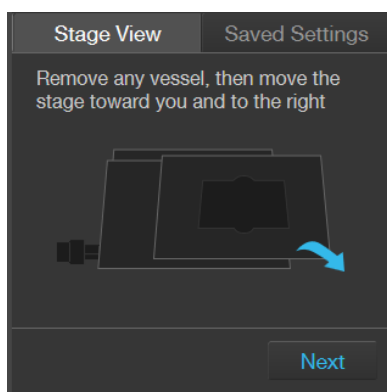 Stage View
Saved Settings
Remove any vessel, then move the
stage toward you and to the right
Next